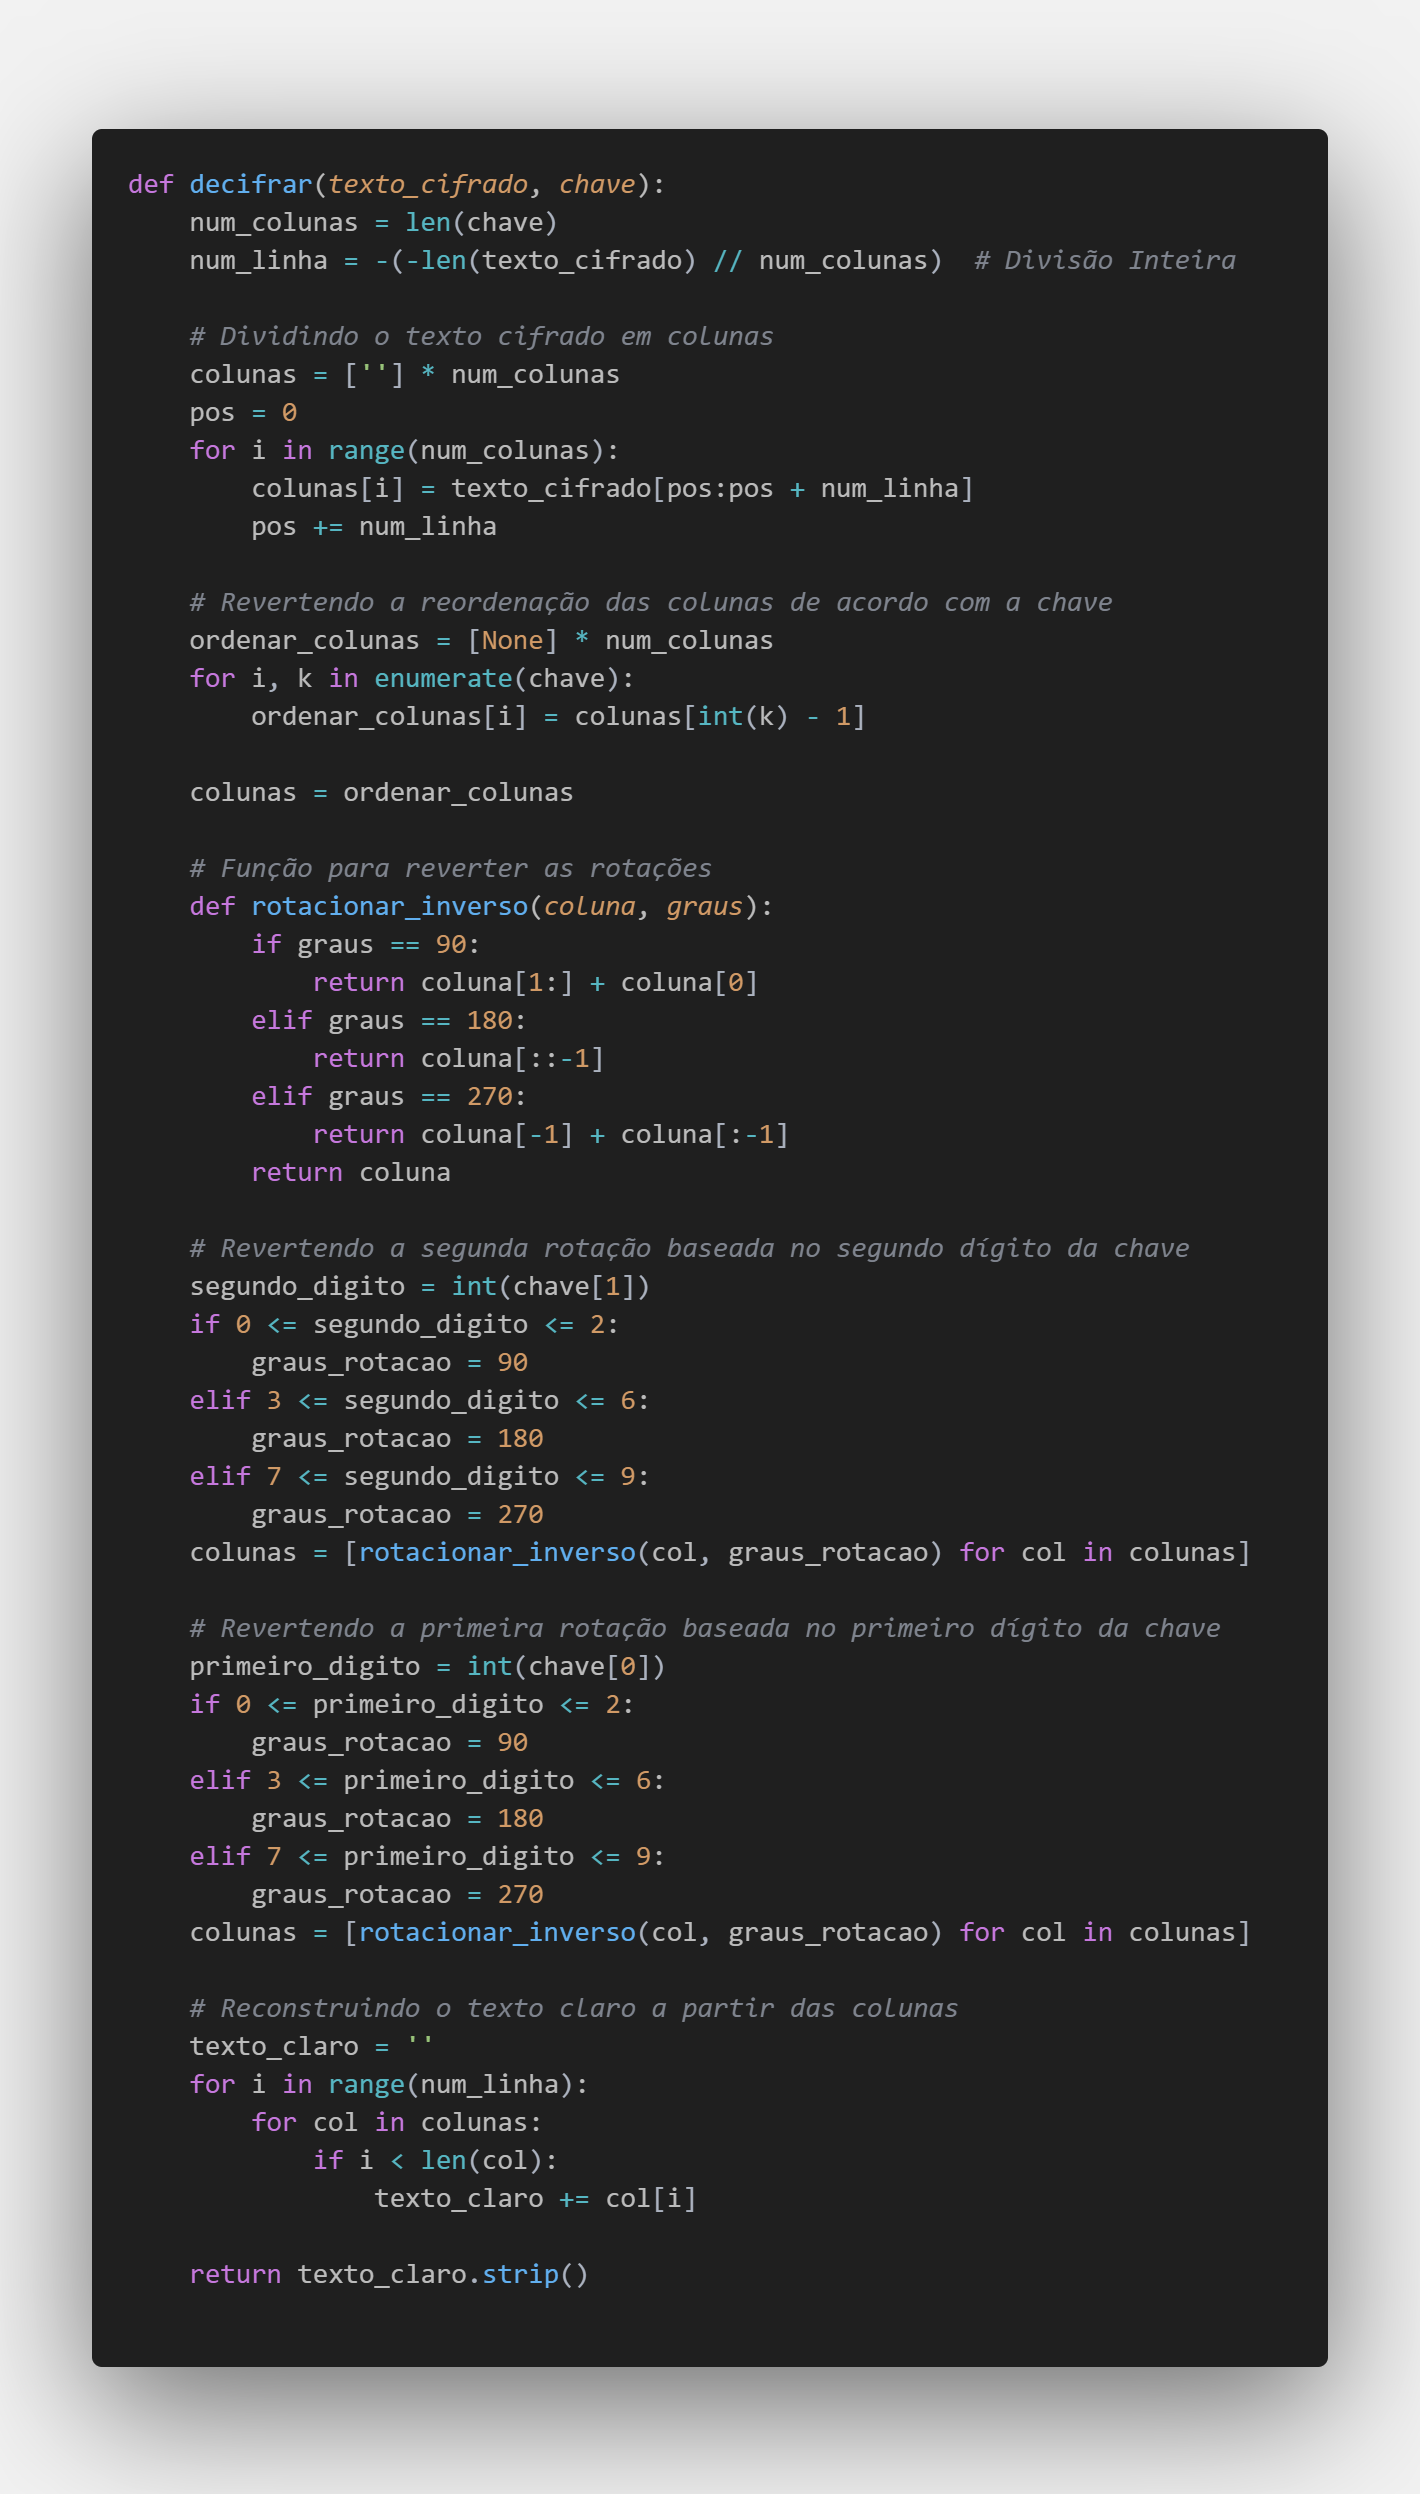 def decifrar(texto_cifrado, chave):
    num_colunas = len(chave)
    num_linha = -(-len(texto_cifrado) // num_colunas)  # Divisão Inteira

    # Dividindo o texto cifrado em colunas
    colunas = [''] * num_colunas
    pos = 0
    for i in range(num_colunas):
        colunas[i] = texto_cifrado[pos:pos + num_linha]
        pos += num_linha

    # Revertendo a reordenação das colunas de acordo com a chave
    ordenar_colunas = [None] * num_colunas
    for i, k in enumerate(chave):
        ordenar_colunas[i] = colunas[int(k) - 1]

    colunas = ordenar_colunas

    # Função para reverter as rotações
    def rotacionar_inverso(coluna, graus):
        if graus == 90:
            return coluna[1:] + coluna[0]
        elif graus == 180:
            return coluna[::-1]
        elif graus == 270:
            return coluna[-1] + coluna[:-1]
        return coluna

    # Revertendo a segunda rotação baseada no segundo dígito da chave
    segundo_digito = int(chave[1])
    if 0 <= segundo_digito <= 2:
        graus_rotacao = 90
    elif 3 <= segundo_digito <= 6:
        graus_rotacao = 180
    elif 7 <= segundo_digito <= 9:
        graus_rotacao = 270
    colunas = [rotacionar_inverso(col, graus_rotacao) for col in colunas]

    # Revertendo a primeira rotação baseada no primeiro dígito da chave
    primeiro_digito = int(chave[0])
    if 0 <= primeiro_digito <= 2:
        graus_rotacao = 90
    elif 3 <= primeiro_digito <= 6:
        graus_rotacao = 180
    elif 7 <= primeiro_digito <= 9:
        graus_rotacao = 270
    colunas = [rotacionar_inverso(col, graus_rotacao) for col in colunas]

    # Reconstruindo o texto claro a partir das colunas
    texto_claro = ''
    for i in range(num_linha):
        for col in colunas:
            if i < len(col):
                texto_claro += col[i]

    return texto_claro.strip()